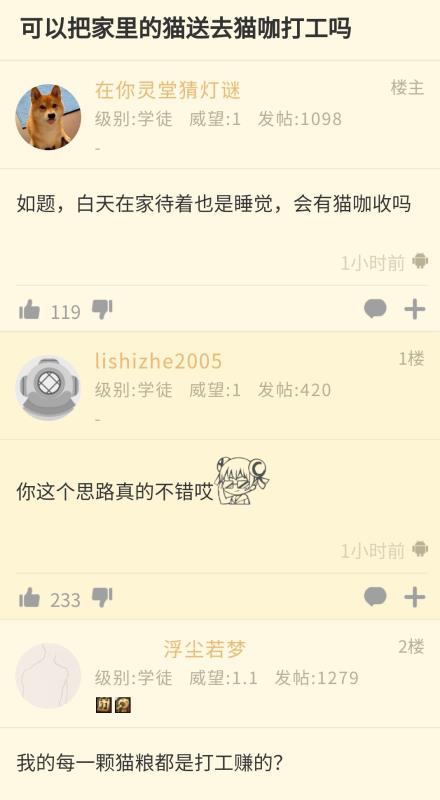 可以把家里的猫送去猫咖打工吗
在你灵堂猜灯谜
楼主
级别:学徒 威望:1 发帖:1098
-
如题，白天在家待着也是睡觉，会有猫咖收吗
1小时前
119
lishizhe2005
1楼
级别:学徒 威望:1 发帖:420
-
你这个思路真的不错哎
1小时前
233
浮尘若梦
2楼
级别:学徒 威望:1.1 发帖:1279
我的每一颗猫粮都是打工赚的?